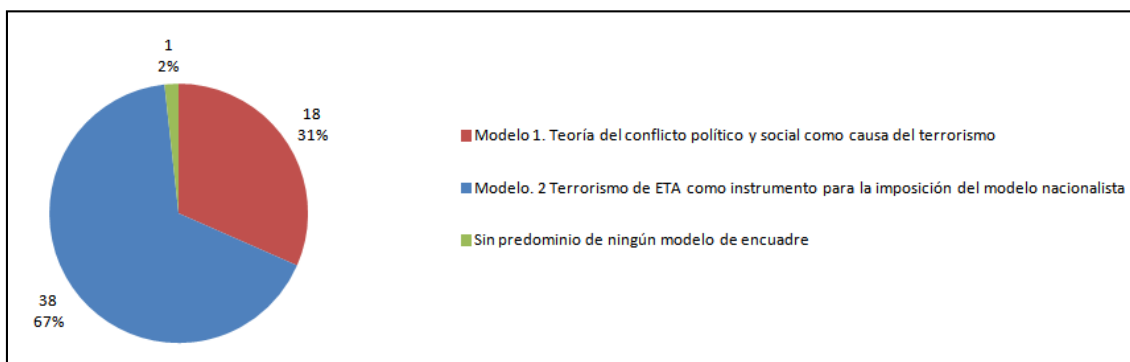 1
2%
18
31%
Modelo 1. Teoría del conflicto político y social como causa del terrorismo
Modelo. 2 Terrorismo de ETA como instrumento para la imposición del modelo nacionalista
Sin predominio de ningún modelo de encuadre
38
67%